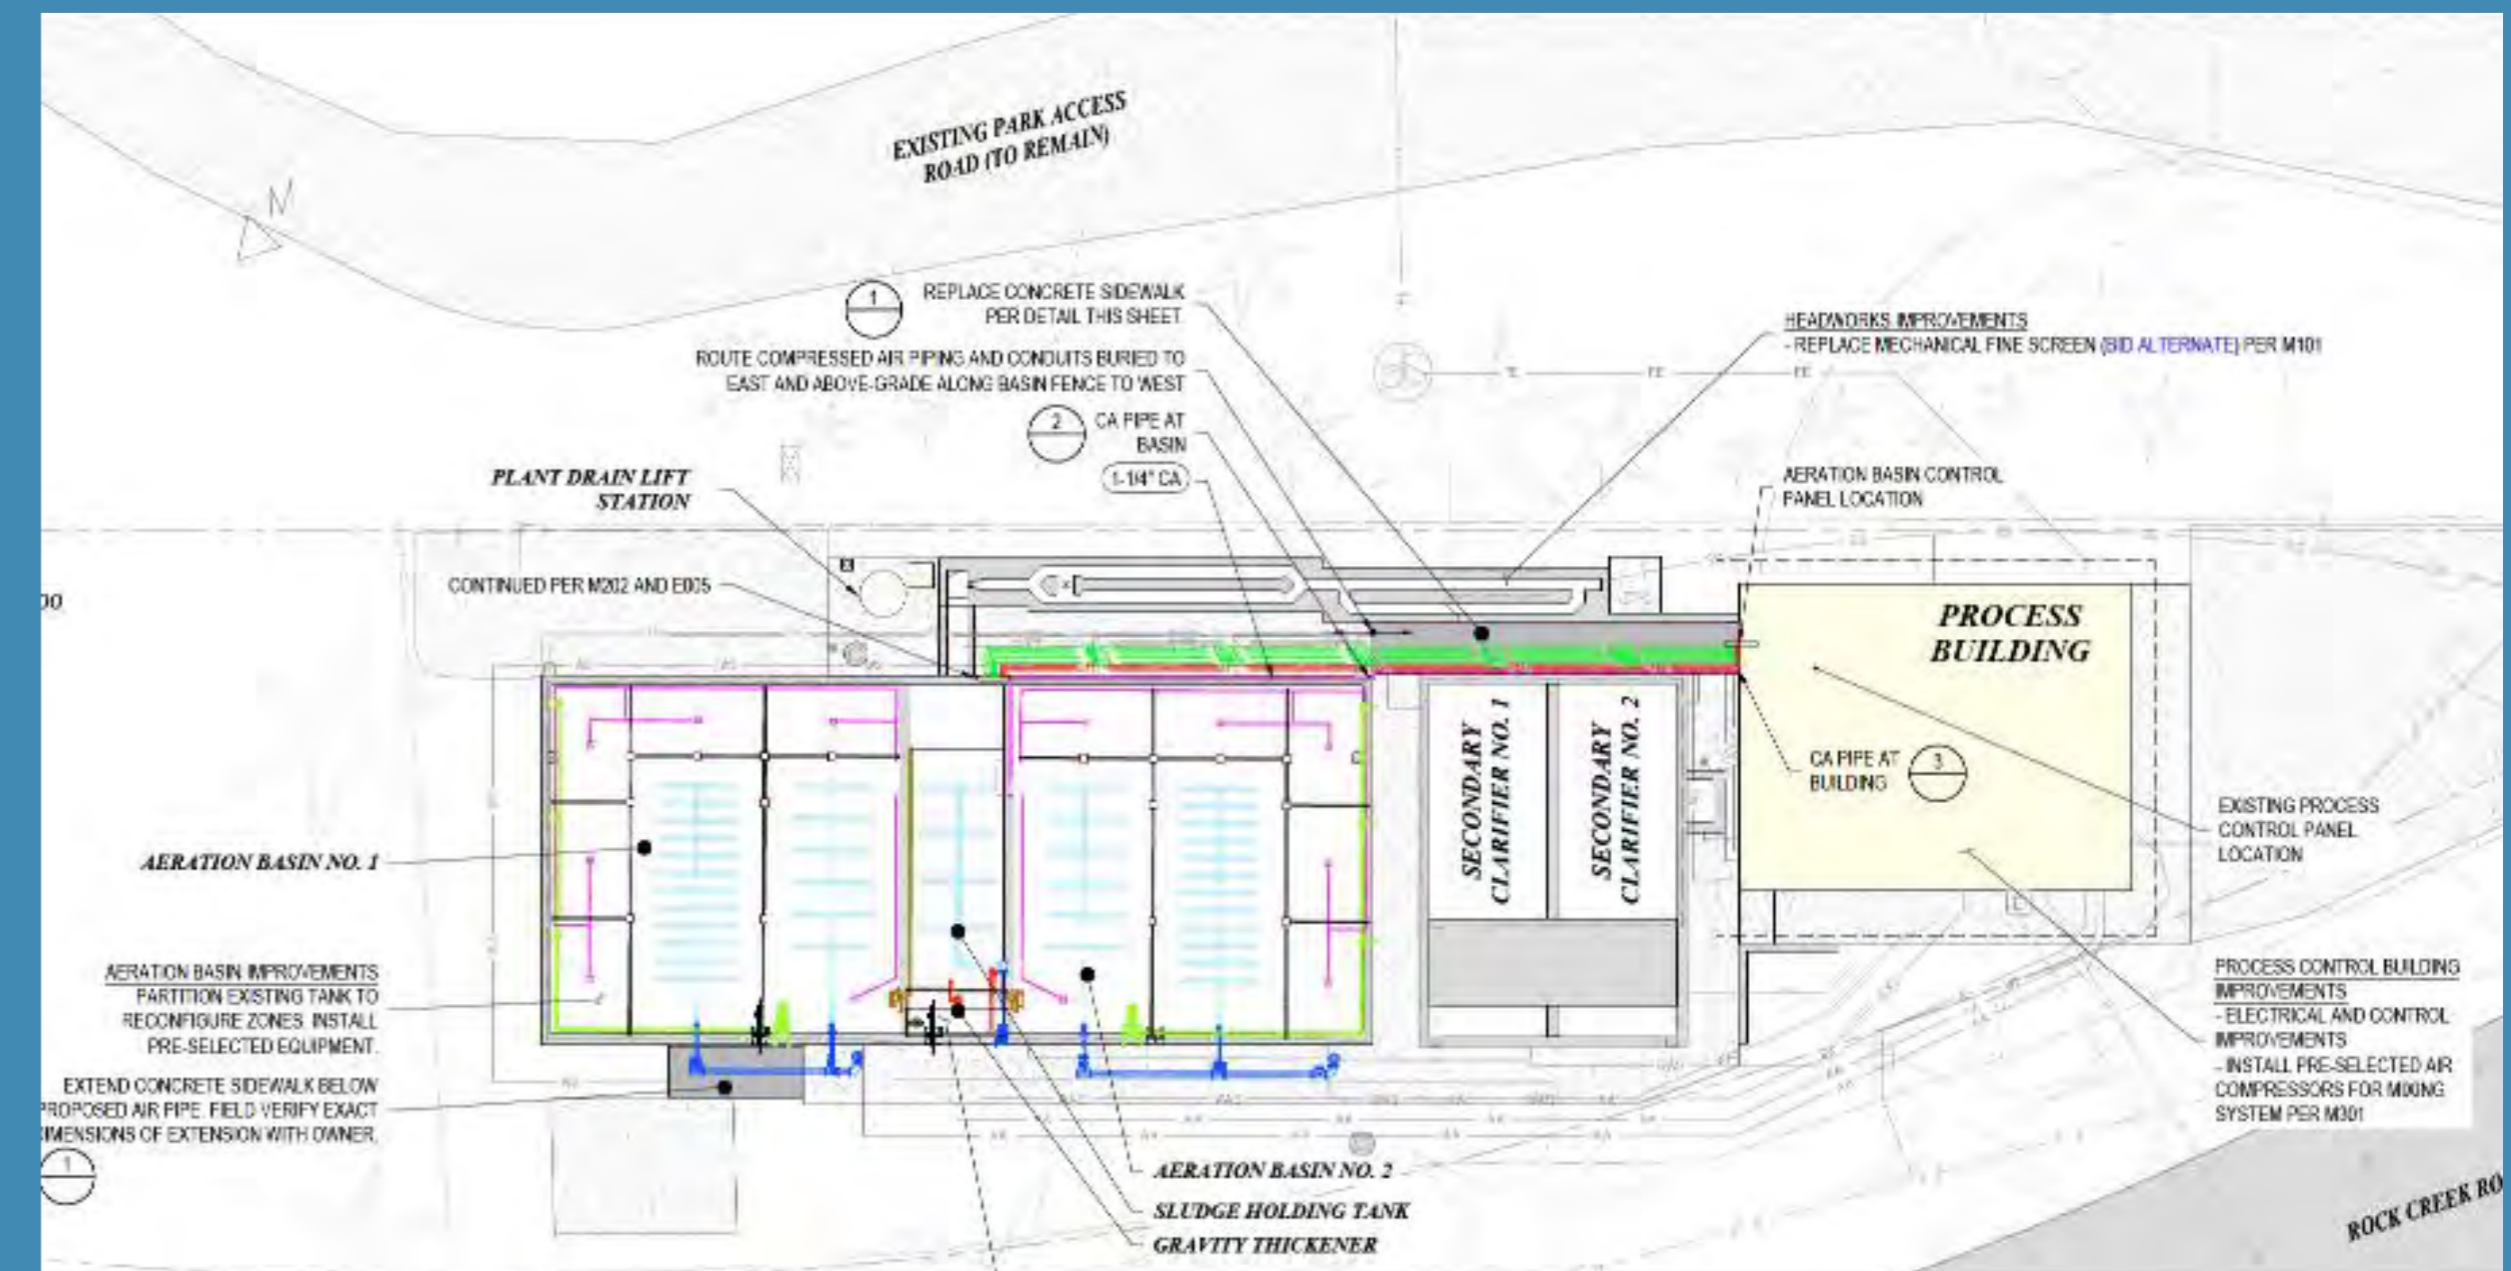 EXISTING PARK ACCESS
ROAD (TO REMAIN)
N
1
REPLACE CONCRETE SIDEWALK
PER DETAIL THIS SHEET.
ROUTE COMPRESSED AIR PIPING AND CONDUITS BURIED TO
EAST AND ABOVE-GRADE ALONG BASIN FENCE TO WEST
2
CA PIPE AT
BASIN
1-1/4" CA
HEADWORKS IMPROVEMENTS
- REPLACE MECHANICAL FINE SCREEN (BID ALTERNATE) PER M101
FE FE FE
PLANT DRAIN LIFT
STATION
AERATION BASIN CONTROL
PANEL LOCATION
CONTINUED PER M202 AND E005
00
PROCESS
BUILDING
SECONDARY
CLARIFIER NO. 1
SECONDARY
CLARIFIER NO. 2
CA PIPE AT
BUILDING
3
EXISTING PROCESS
CONTROL PANEL
LOCATION
AERATION BASIN NO. 1
AERATION BASIN IMPROVEMENTS
PARTITION EXISTING TANK TO
RECONFIGURE ZONES. INSTALL
PRE-SELECTED EQUIPMENT.
EXTEND CONCRETE SIDEWALK BELOW
PROPOSED AIR PIPE. FIELD VERIFY EXACT
IMENSIONS OF EXTENSION WITH OWNER.
1
PROCESS CONTROL BUILDING
IMPROVEMENTS
- ELECTRICAL AND CONTROL
IMPROVEMENTS
- INSTALL PRE-SELECTED AIR
COMPRESSORS FOR MIXING
SYSTEM PER M301
AERATION BASIN NO. 2
SLUDGE HOLDING TANK
GRAVITY THICKENER
ROCK CREEK RO